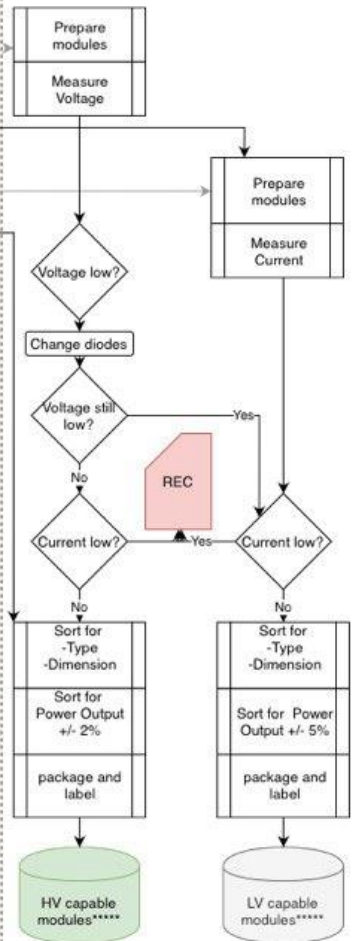 Prepare
modules
Measure
Voltage
Prepare
modules
Measure
Current
Voltage low?
Change diodes
Voltage still
low?
Yes
No
REC
Current low?
Yes
Current low?
No
No
Sort for
-Type
-Dimension
Sort for
-Type
-Dimension
Sort for
Power Output
+/- 2%
Sort for Power
Output +/- 5%
package and
label
package and
label
HV capable
modules*****
LV capable
modules*****